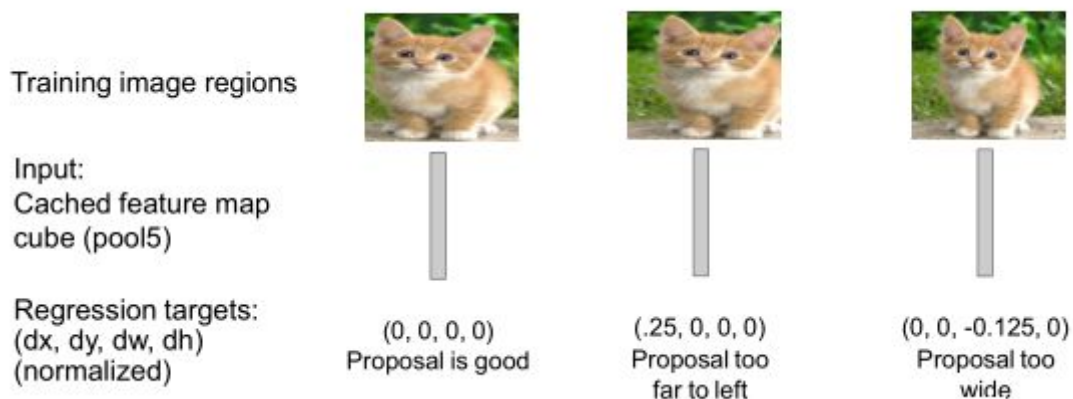 Training image regions
Input:
Cached feature map
cube (pool5)
Regression targets:
(dx, dy, dw, dh)
(normalized)
(0, 0, 0, 0)
Proposal is good
(.25, 0, 0, 0)
Proposal too
far to left
(0, 0, -0.125, 0)
Proposal too
wide